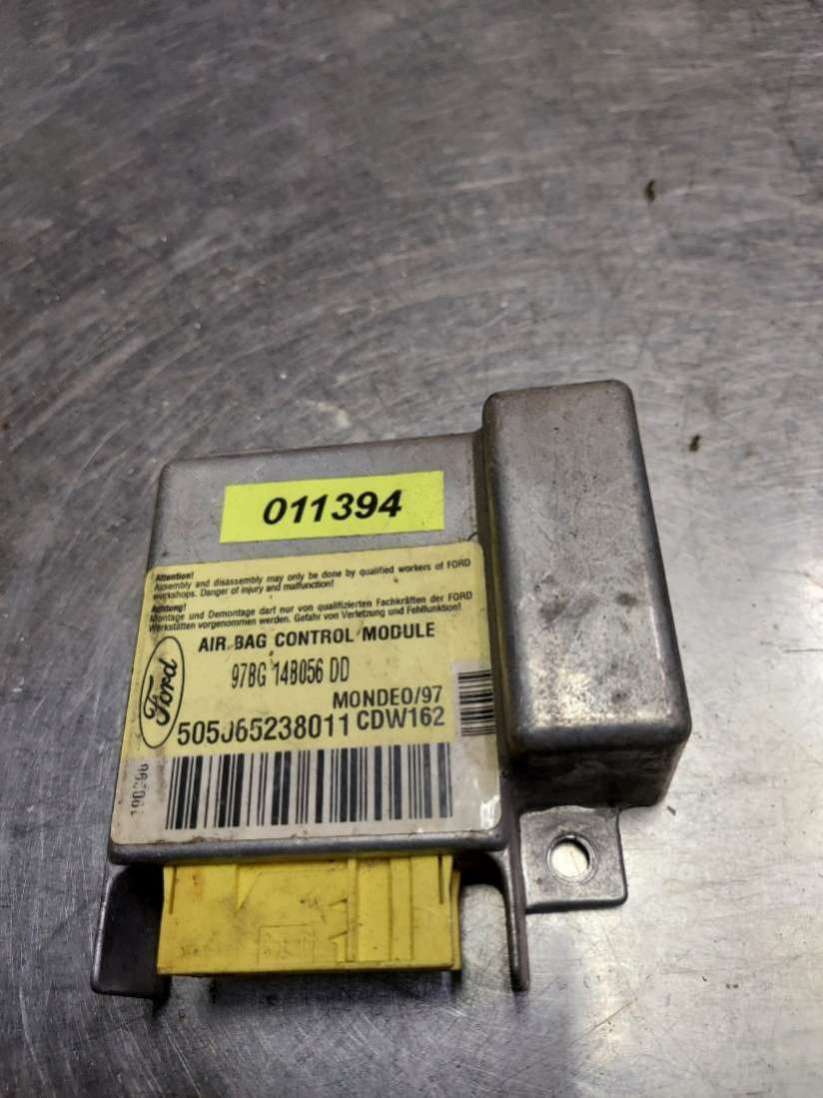 011394
Attention!
Assembly and disassembly may only be done by qualified workers of FORD
workshops. Danger of injury and malfunction!
Achtung!
Montage und Demontage darf nur von qualifizierten Fachkräften der FORD
Werkstätten vorgenommen werden. Gefahr von Verletzung und Fehlfunktion!
AIR BAG CONTROL MODULE
97BG 14B056 DD
Ford
MONDEO/97
505J65238011 CDW162